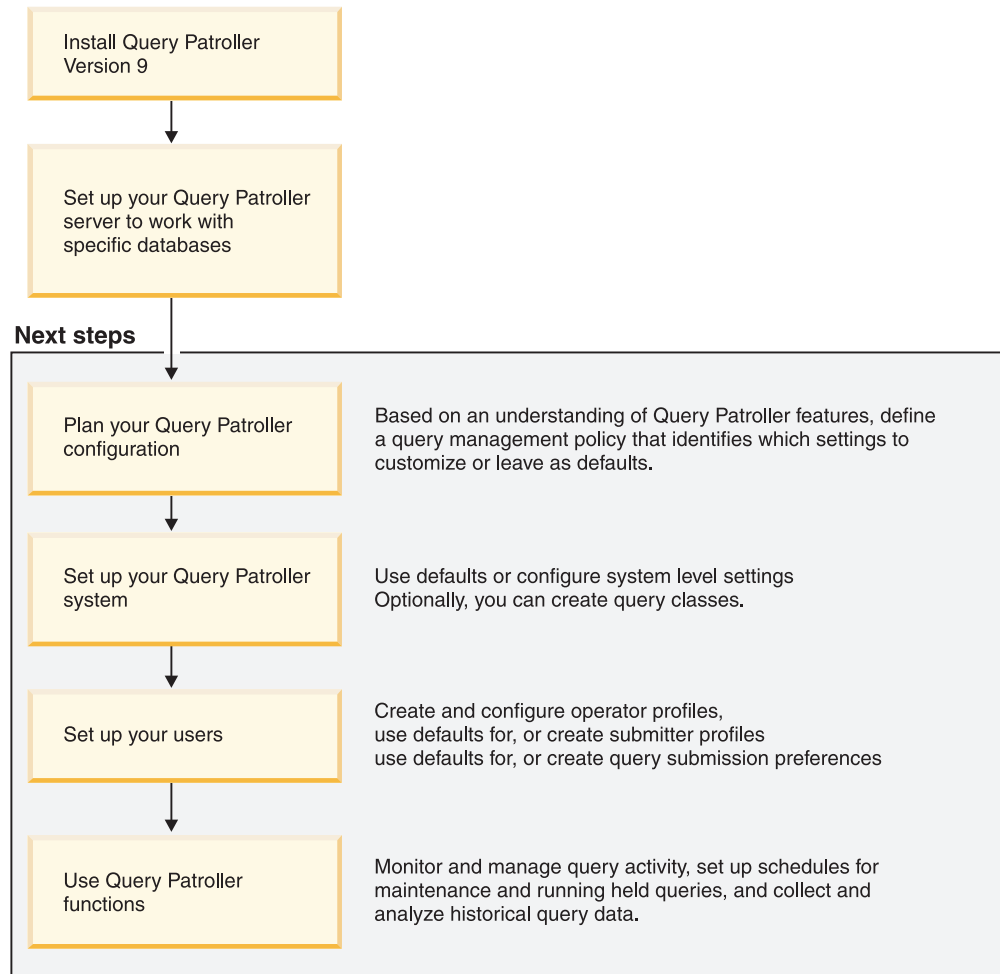 Install Query Patroller
Version 9
Set up your Query Patroller
server to work with
specific databases
Next steps
Plan your Query Patroller
configuration
Based on an understanding of Query Patroller features, define
a query management policy that identifies which settings to
customize or leave as defaults.
Set up your Query Patroller
system
Use defaults or configure system level settings
Optionally, you can create query classes.
Set up your users
Create and configure operator profiles,
use defaults for, or create submitter profiles
use defaults for, or create query submission preferences
Use Query Patroller
functions
Monitor and manage query activity, set up schedules for
maintenance and running held queries, and collect and
analyze historical query data.